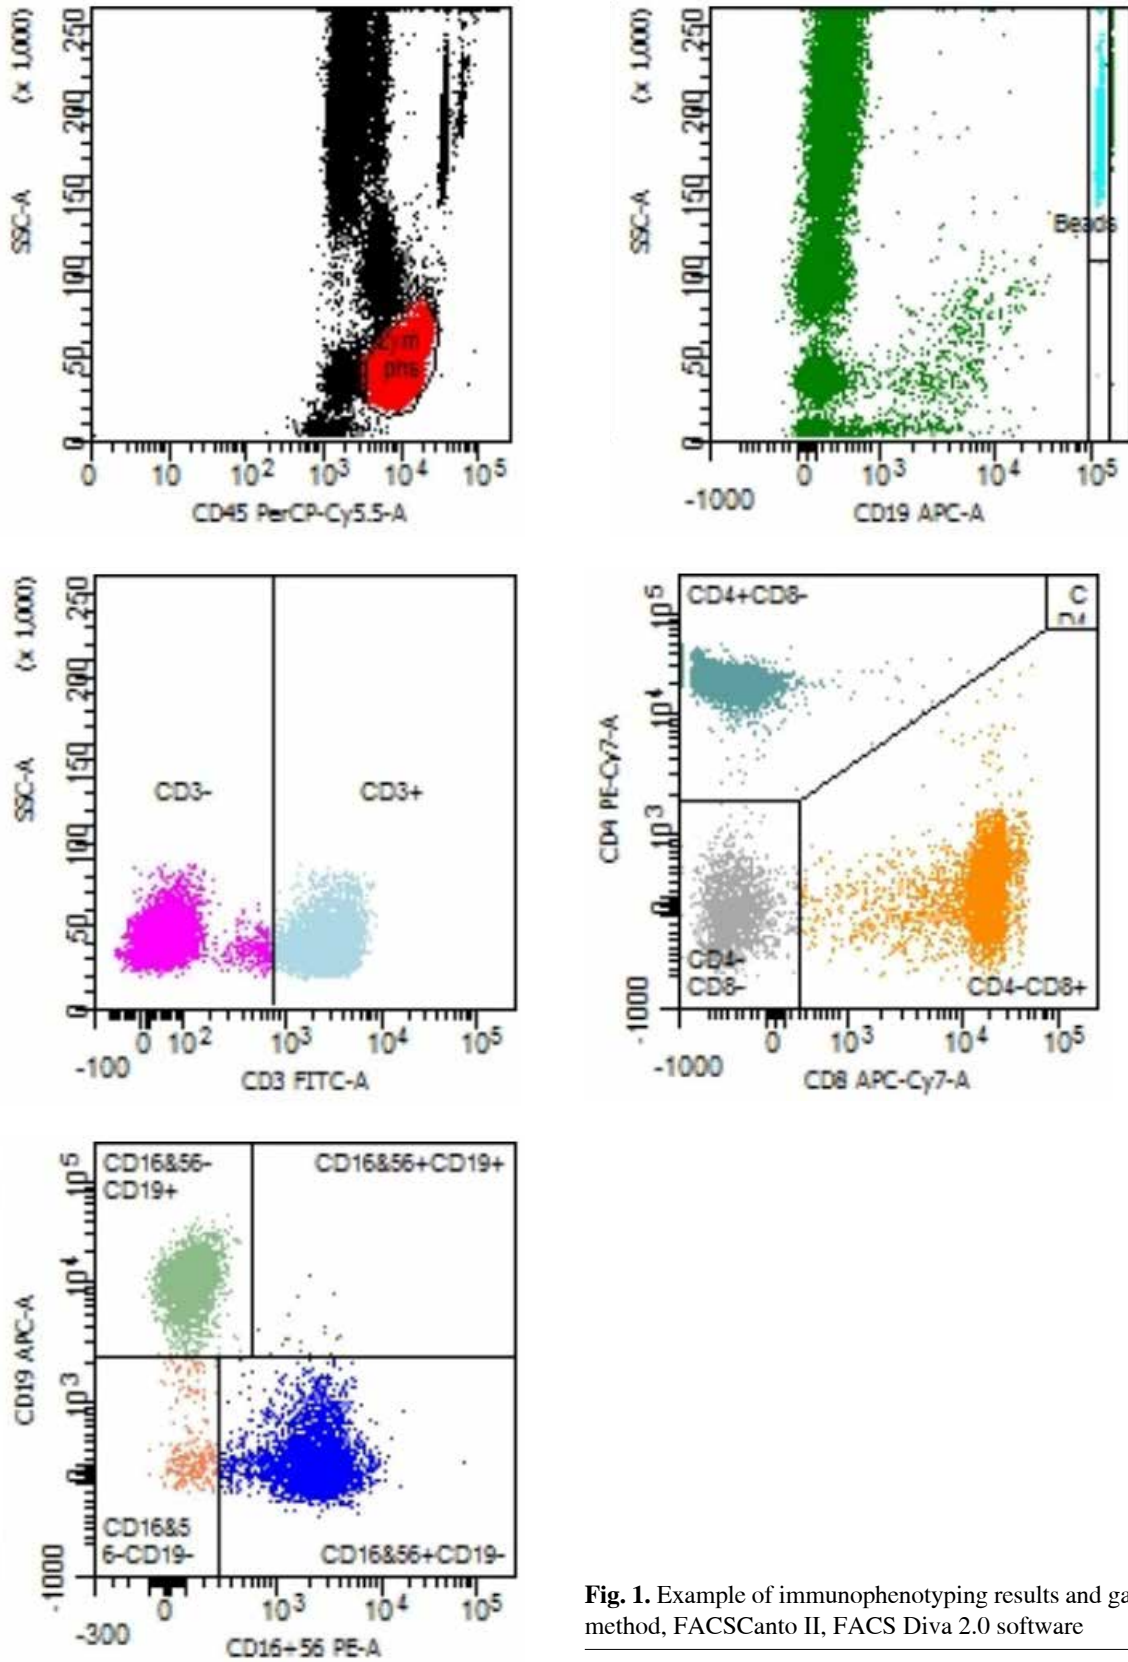 (x 1,000)
SSC-A
250
200
150
100
50
0
Lym
phs
0 10 10² 10³ 10⁴ 10⁵
CD45 PerCP-Cy5.5-A
(x 1,000)
SSC-A
250
200
150
100
50
0
Beads
-1000 0 10³ 10⁴ 10⁵
CD19 APC-A
(x 1,000)
SSC-A
250
200
150
100
50
0
CD3- CD3+
-100 0 10² 10³ 10⁴ 10⁵
CD3 FITC-A
CD4 PE-Cy7-A
10⁵
10⁴
10³
0
-1000
CD4+CD8-
C
D4
CD4-
CD8-
CD4-CD8+
-1000 0 10³ 10⁴ 10⁵
CD8 APC-Cy7-A
CD19 APC-A
10⁵
10⁴
10³
0
-1000
CD16&56-
CD19+
CD16&56+CD19+
CD16&5
6-CD19-
CD16&56+CD19-
-300 0 10³ 10⁴ 10⁵
CD16+56 PE-A
Fig. 1. Example of immunophenotyping results and ga
method, FACSCanto II, FACS Diva 2.0 software